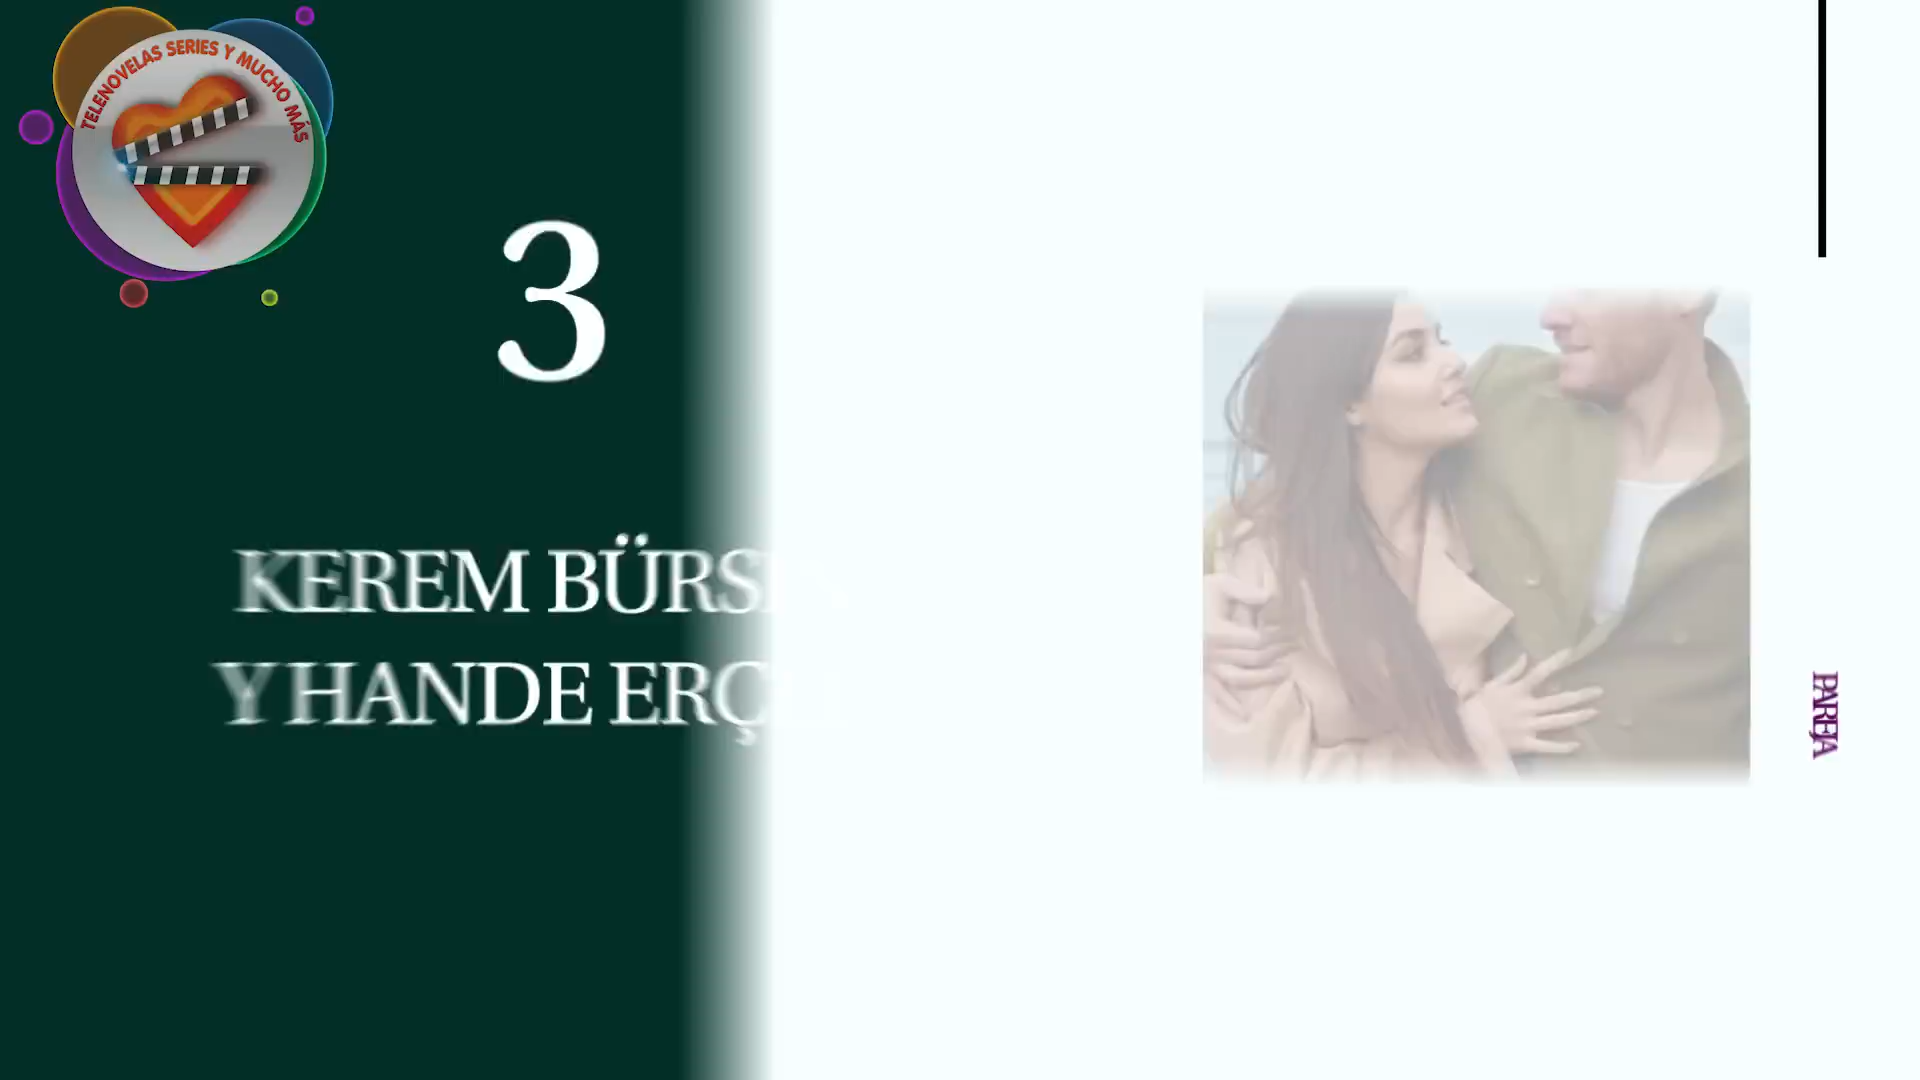 TELENOVELAS SERIES Y MUCHO MÁS
3
KEREM BÜRS
Y HANDE ERÇ
PAREJA